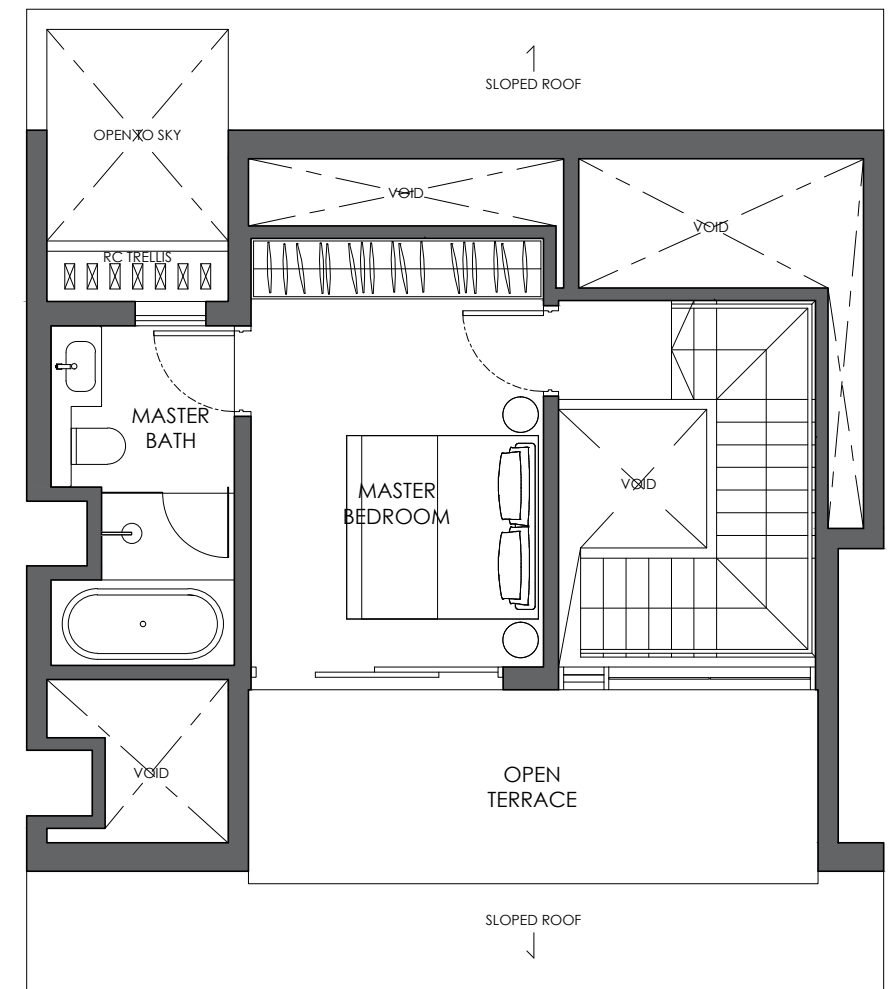 SLOPED ROOF
OPEN TO SKY
VOID
VOID
RC TRELLIS
MASTER
BATH
MASTER
BEDROOM
VOID
VOID
OPEN
TERRACE
SLOPED ROOF